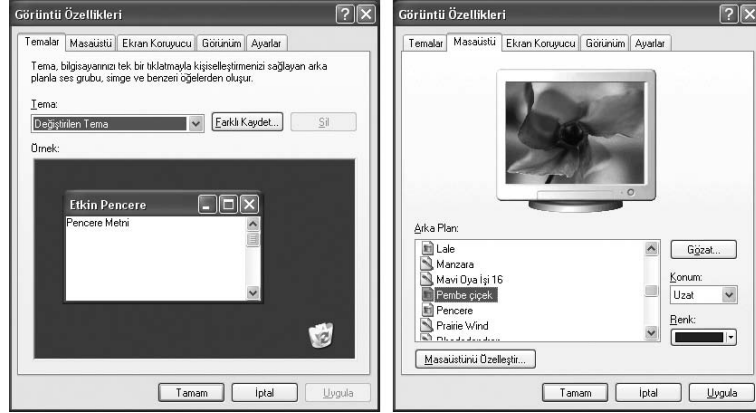 Görüntü Özellikleri
Temalar Masaüstü Ekran Koruyucu Görünüm Ayarlar
Tema, bilgisayarınızı tek bir tıklatmayla kişiselleştirmenizi sağlayan arka
planla ses grubu, simge ve benzeri öğelerden oluşur.
Tema:
Değiştirilen Tema Farklı Kaydet... Sil
Örnek:
Etkin Pencere
Pencere Metni
Tamam İptal Uygula
Görüntü Özellikleri
Temalar Masaüstü Ekran Koruyucu Görünüm Ayarlar
Arka Plan:
Lale
Manzara
Mavi Oya İşi 16
Pembe çiçek
Pencere
Prairie Wind
Gözat...
Konum:
Uzat
Renk:
Masaüstünü Özelleştir...
Tamam İptal Uygula